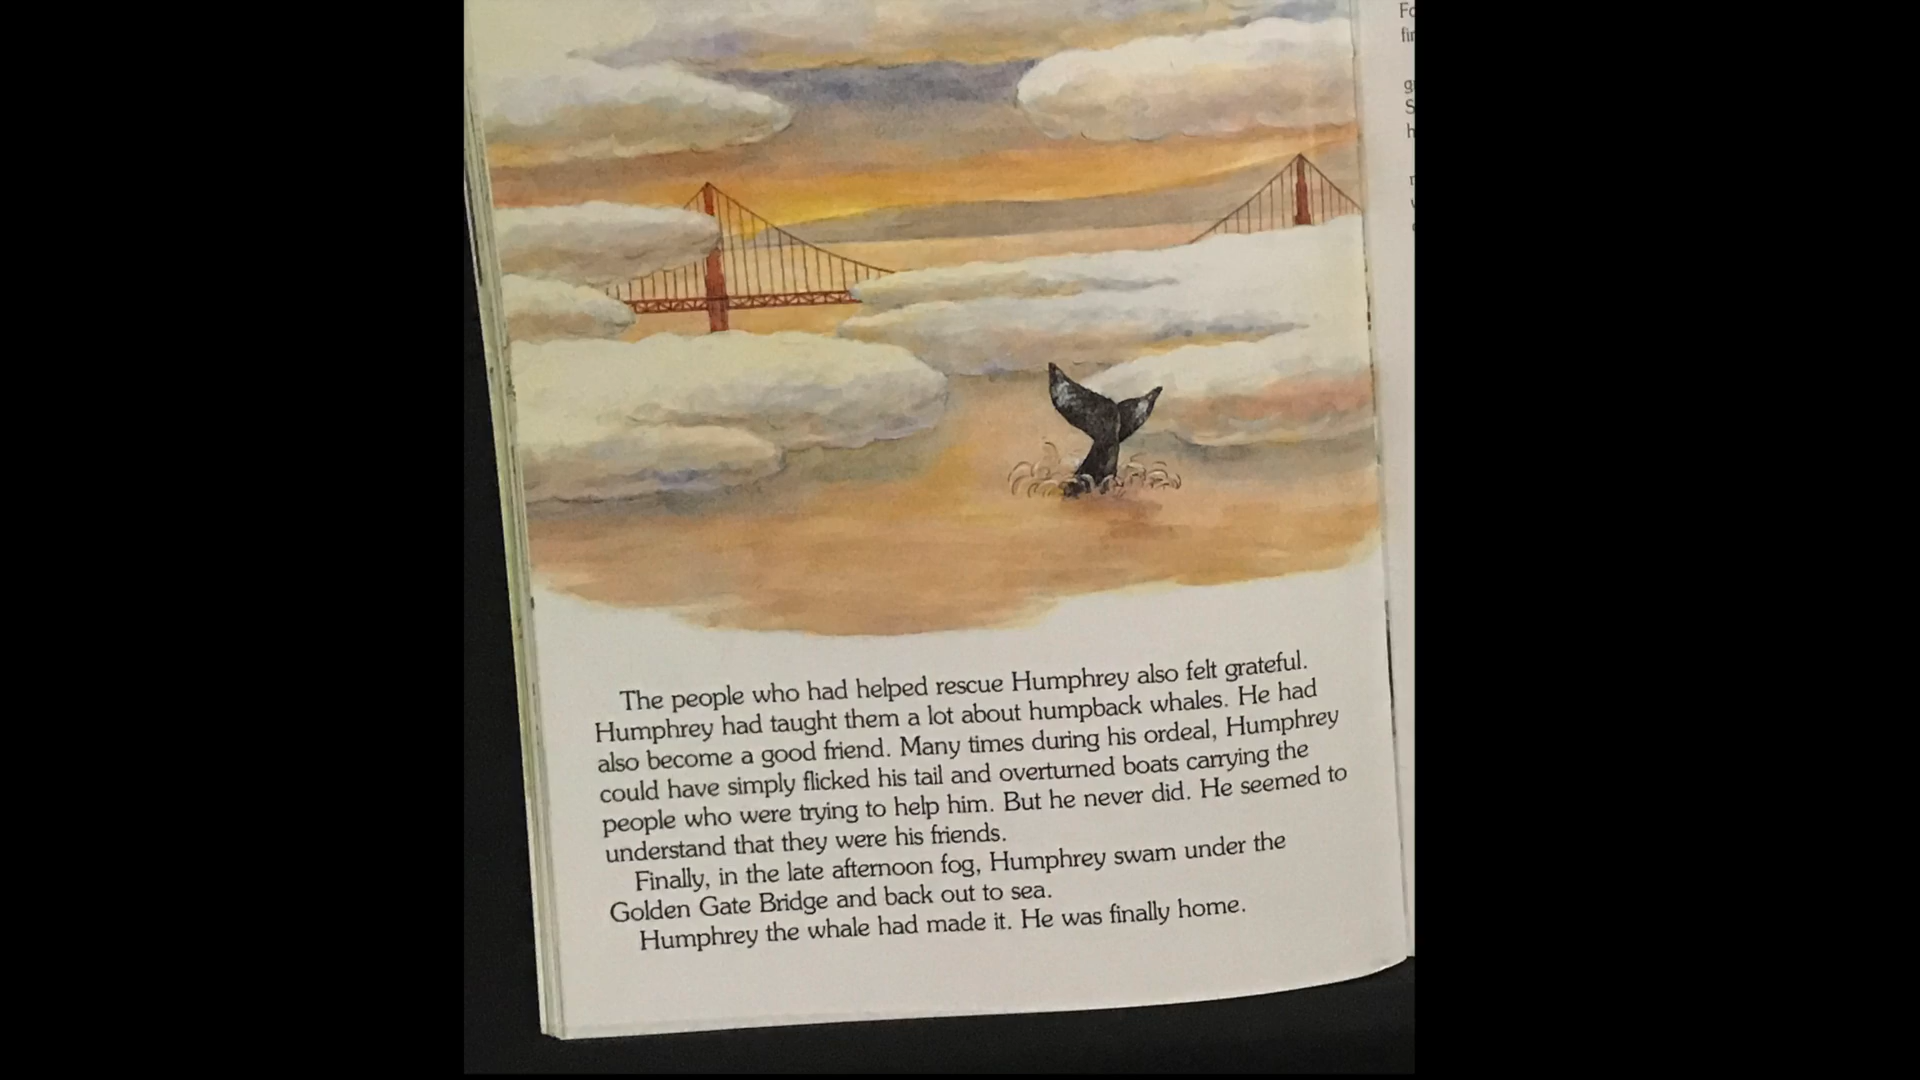 The people who had helped rescue Humphrey also felt grateful.
Humphrey had taught them a lot about humpback whales. He had
also become a good friend. Many times during his ordeal, Humphrey
could have simply flicked his tail and overturned boats carrying the
people who were trying to help him. But he never did. He seemed to
understand that they were his friends.
Finally, in the late afternoon fog, Humphrey swam under the
Golden Gate Bridge and back out to sea.
Humphrey the whale had made it. He was finally home.